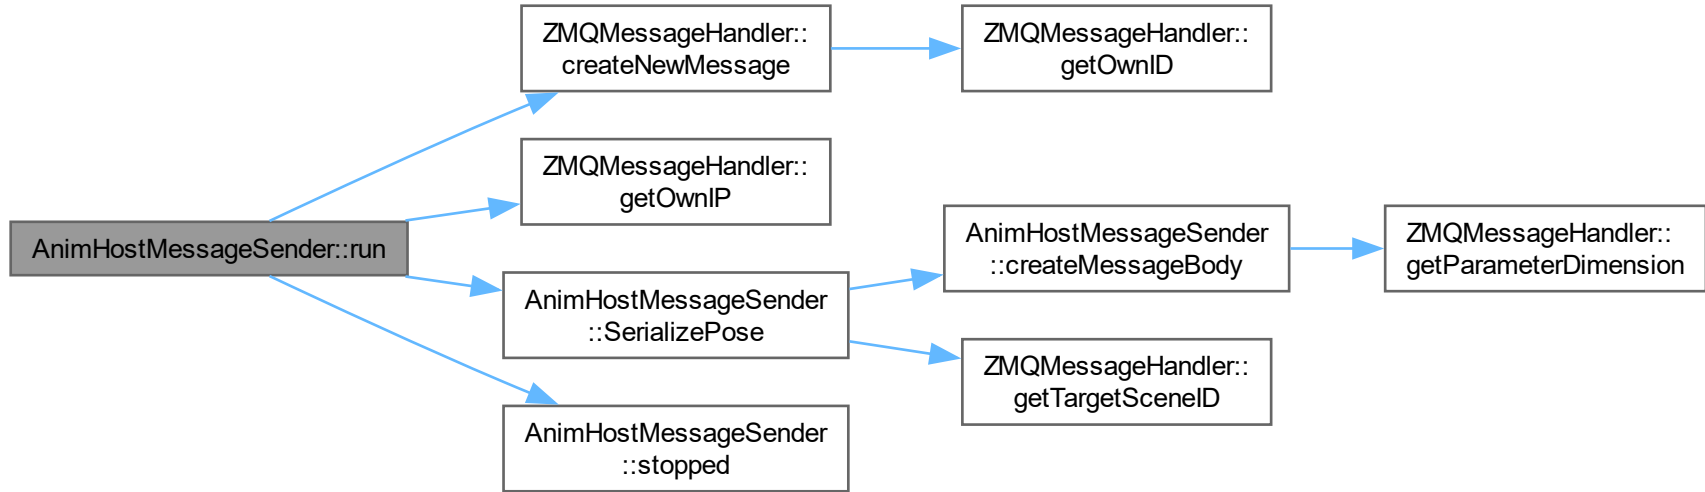 ZMQMessageHandler::
createNewMessage
ZMQMessageHandler::
getOwnID
ZMQMessageHandler::
getOwnIP
AnimHostMessageSender::run
AnimHostMessageSender
::SerializePose
AnimHostMessageSender
::createMessageBody
ZMQMessageHandler::
getParameterDimension
ZMQMessageHandler::
getTargetSceneID
AnimHostMessageSender
::stopped